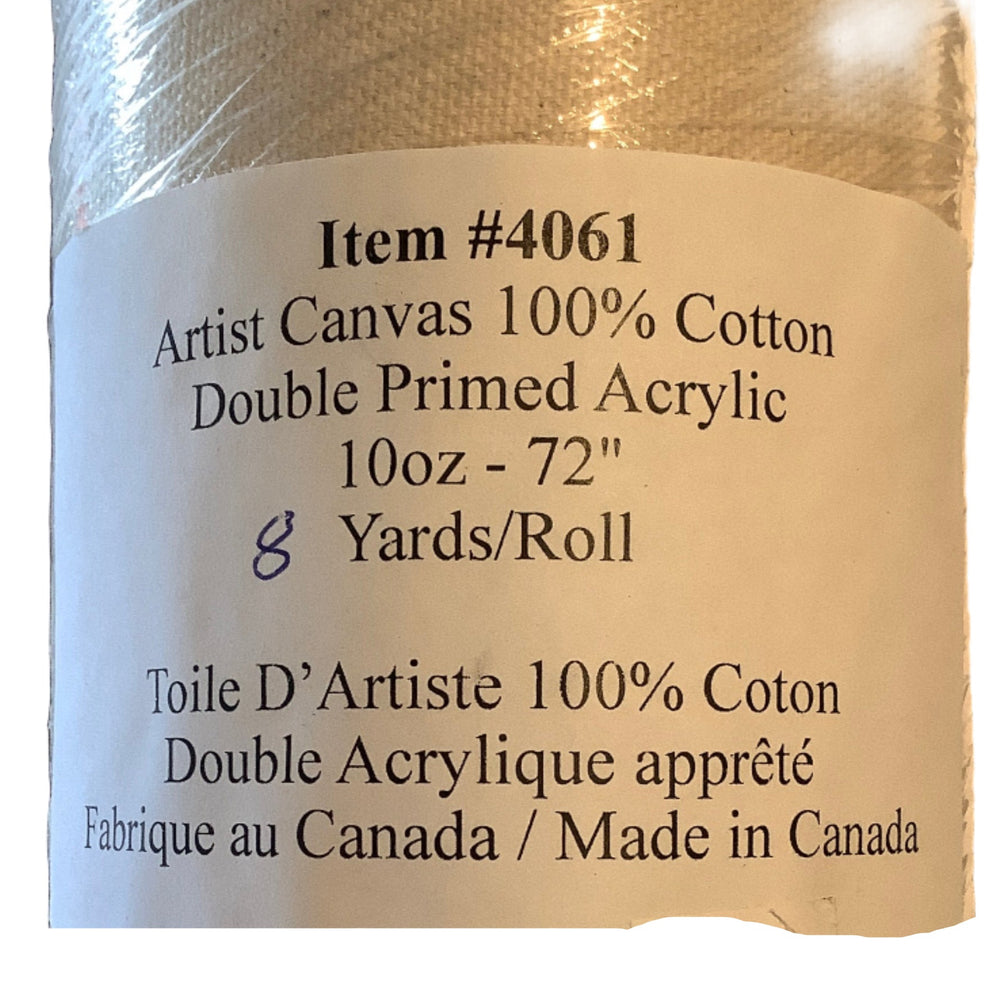 Item #4061
Artist Canvas 100% Cotton
Double Primed Acrylic
10oz - 72"
8 Yards/Roll
Toile D’Artiste 100% Coton
Double Acrylique apprêté
Fabrique au Canada / Made in Canada